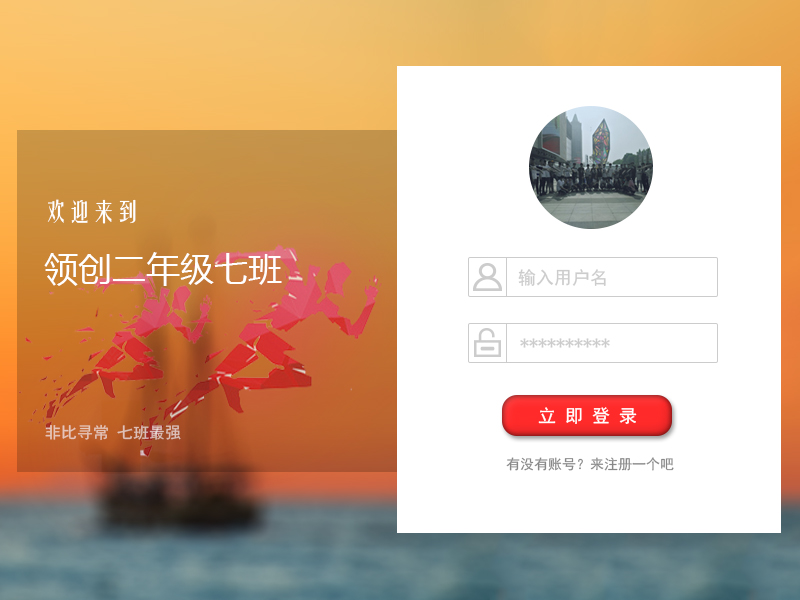 欢迎来到
领创二年级七班
非比寻常 七班最强
输入用户名
**********
立即登录
有没有账号？来注册一个吧